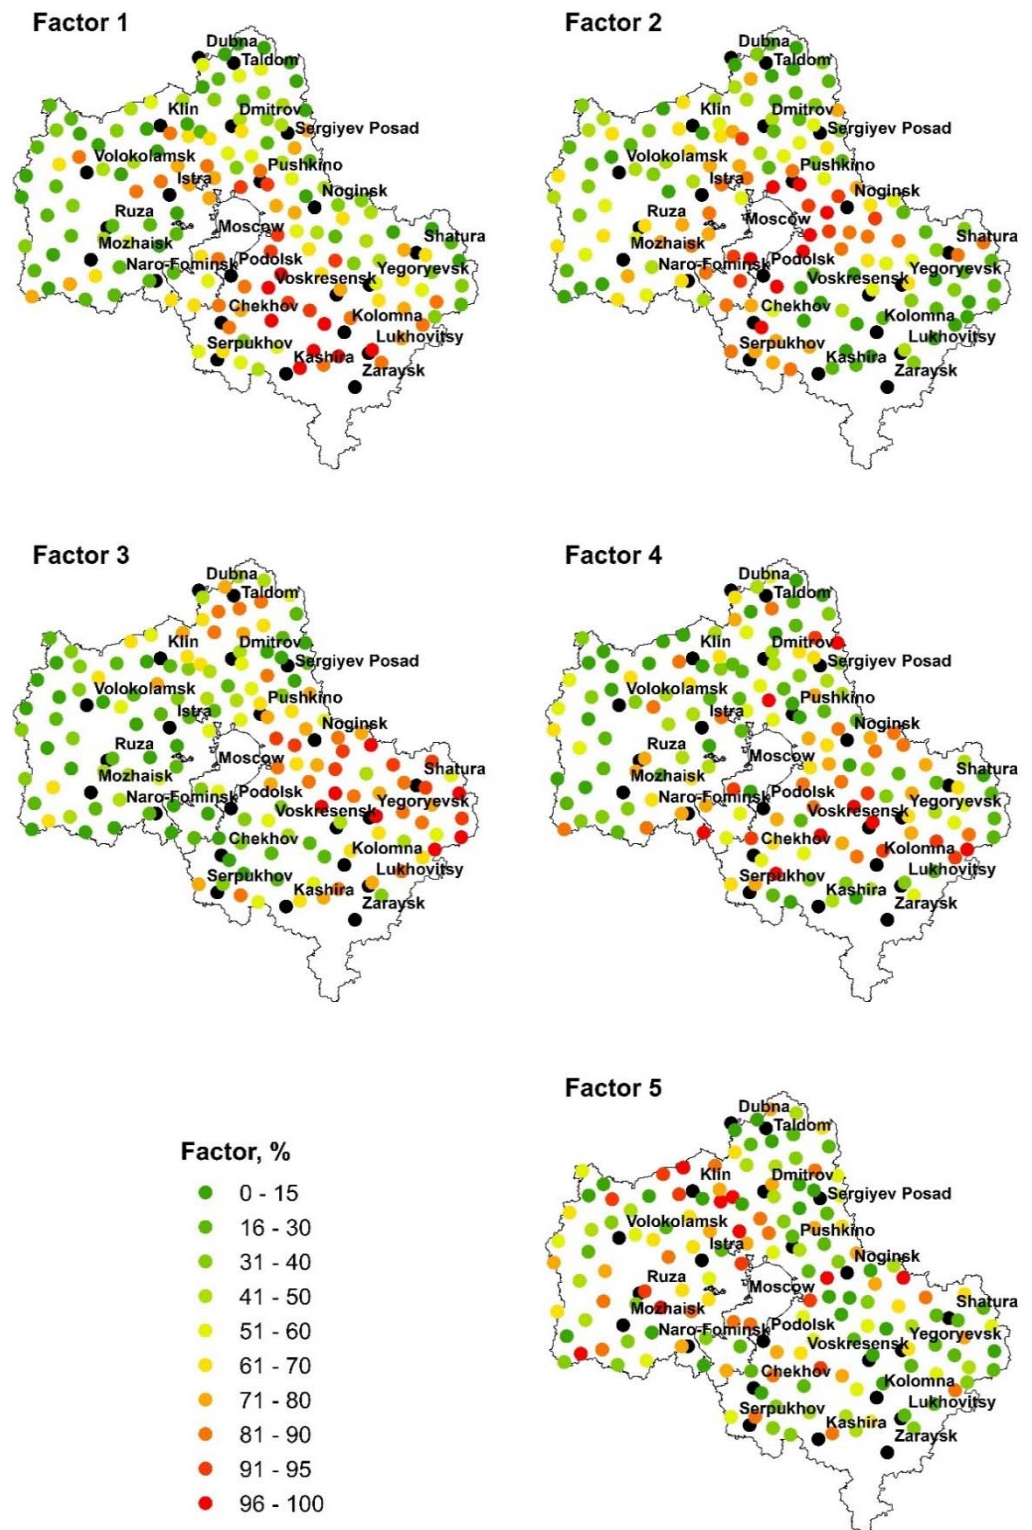 Factor 1
Dubna
Taldom
Klin
Dmitrov
Sergiyev Posad
Volokolamsk
Pushkino
Istra
Noginsk
Ruza
Moscow
Shatura
Mozhaisk
Naro-Fominsk
Podolsk
Yegoryevsk
Voskresensk
Chekhov
Kolomna
Lukhovitsy
Serpukhov
Kashira
Zaraysk
Factor 2
Dubna
Taldom
Klin
Dmitrov
Sergiyev Posad
Volokolamsk
Pushkino
Istra
Noginsk
Ruza
Moscow
Shatura
Mozhaisk
Naro-Fominsk
Podolsk
Yegoryevsk
Voskresensk
Chekhov
Kolomna
Lukhovitsy
Serpukhov
Kashira
Zaraysk
Factor 3
Dubna
Taldom
Klin
Dmitrov
Sergiyev Posad
Volokolamsk
Pushkino
Istra
Noginsk
Ruza
Moscow
Shatura
Mozhaisk
Naro-Fominsk
Podolsk
Yegoryevsk
Voskresensk
Chekhov
Kolomna
Lukhovitsy
Serpukhov
Kashira
Zaraysk
Factor 4
Dubna
Taldom
Klin
Dmitrov
Sergiyev Posad
Volokolamsk
Pushkino
Istra
Noginsk
Ruza
Moscow
Shatura
Mozhaisk
Naro-Fominsk
Podolsk
Yegoryevsk
Voskresensk
Chekhov
Kolomna
Lukhovitsy
Serpukhov
Kashira
Zaraysk
Factor, %
0 - 15
16 - 30
31 - 40
41 - 50
51 - 60
61 - 70
71 - 80
81 - 90
91 - 95
96 - 100
Factor 5
Dubna
Taldom
Klin
Dmitrov
Sergiyev Posad
Volokolamsk
Pushkino
Istra
Noginsk
Ruza
Moscow
Shatura
Mozhaisk
Naro-Fominsk
Podolsk
Yegoryevsk
Voskresensk
Chekhov
Kolomna
Lukhovitsy
Serpukhov
Kashira
Zaraysk